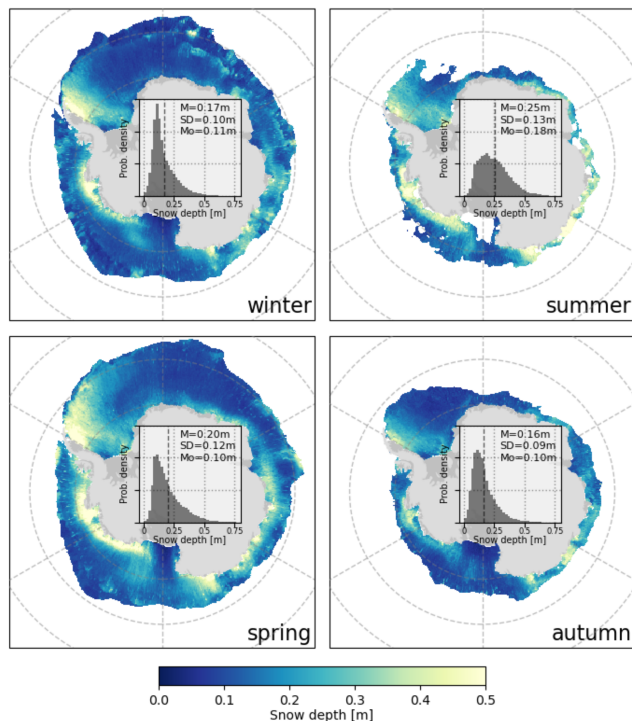 M=0.17m
SD=0.10m
Mo=0.11m
Prob. density
0 0.25 0.50 0.75
Snow depth [m]
winter
M=0.25m
SD=0.13m
Mo=0.18m
Prob. density
0 0.25 0.50 0.75
Snow depth [m]
summer
M=0.20m
SD=0.12m
Mo=0.10m
Prob. density
0 0.25 0.50 0.75
Snow depth [m]
spring
M=0.16m
SD=0.09m
Mo=0.10m
Prob. density
0 0.25 0.50 0.75
Snow depth [m]
autumn
0.0 0.1 0.2 0.3 0.4 0.5
Snow depth [m]